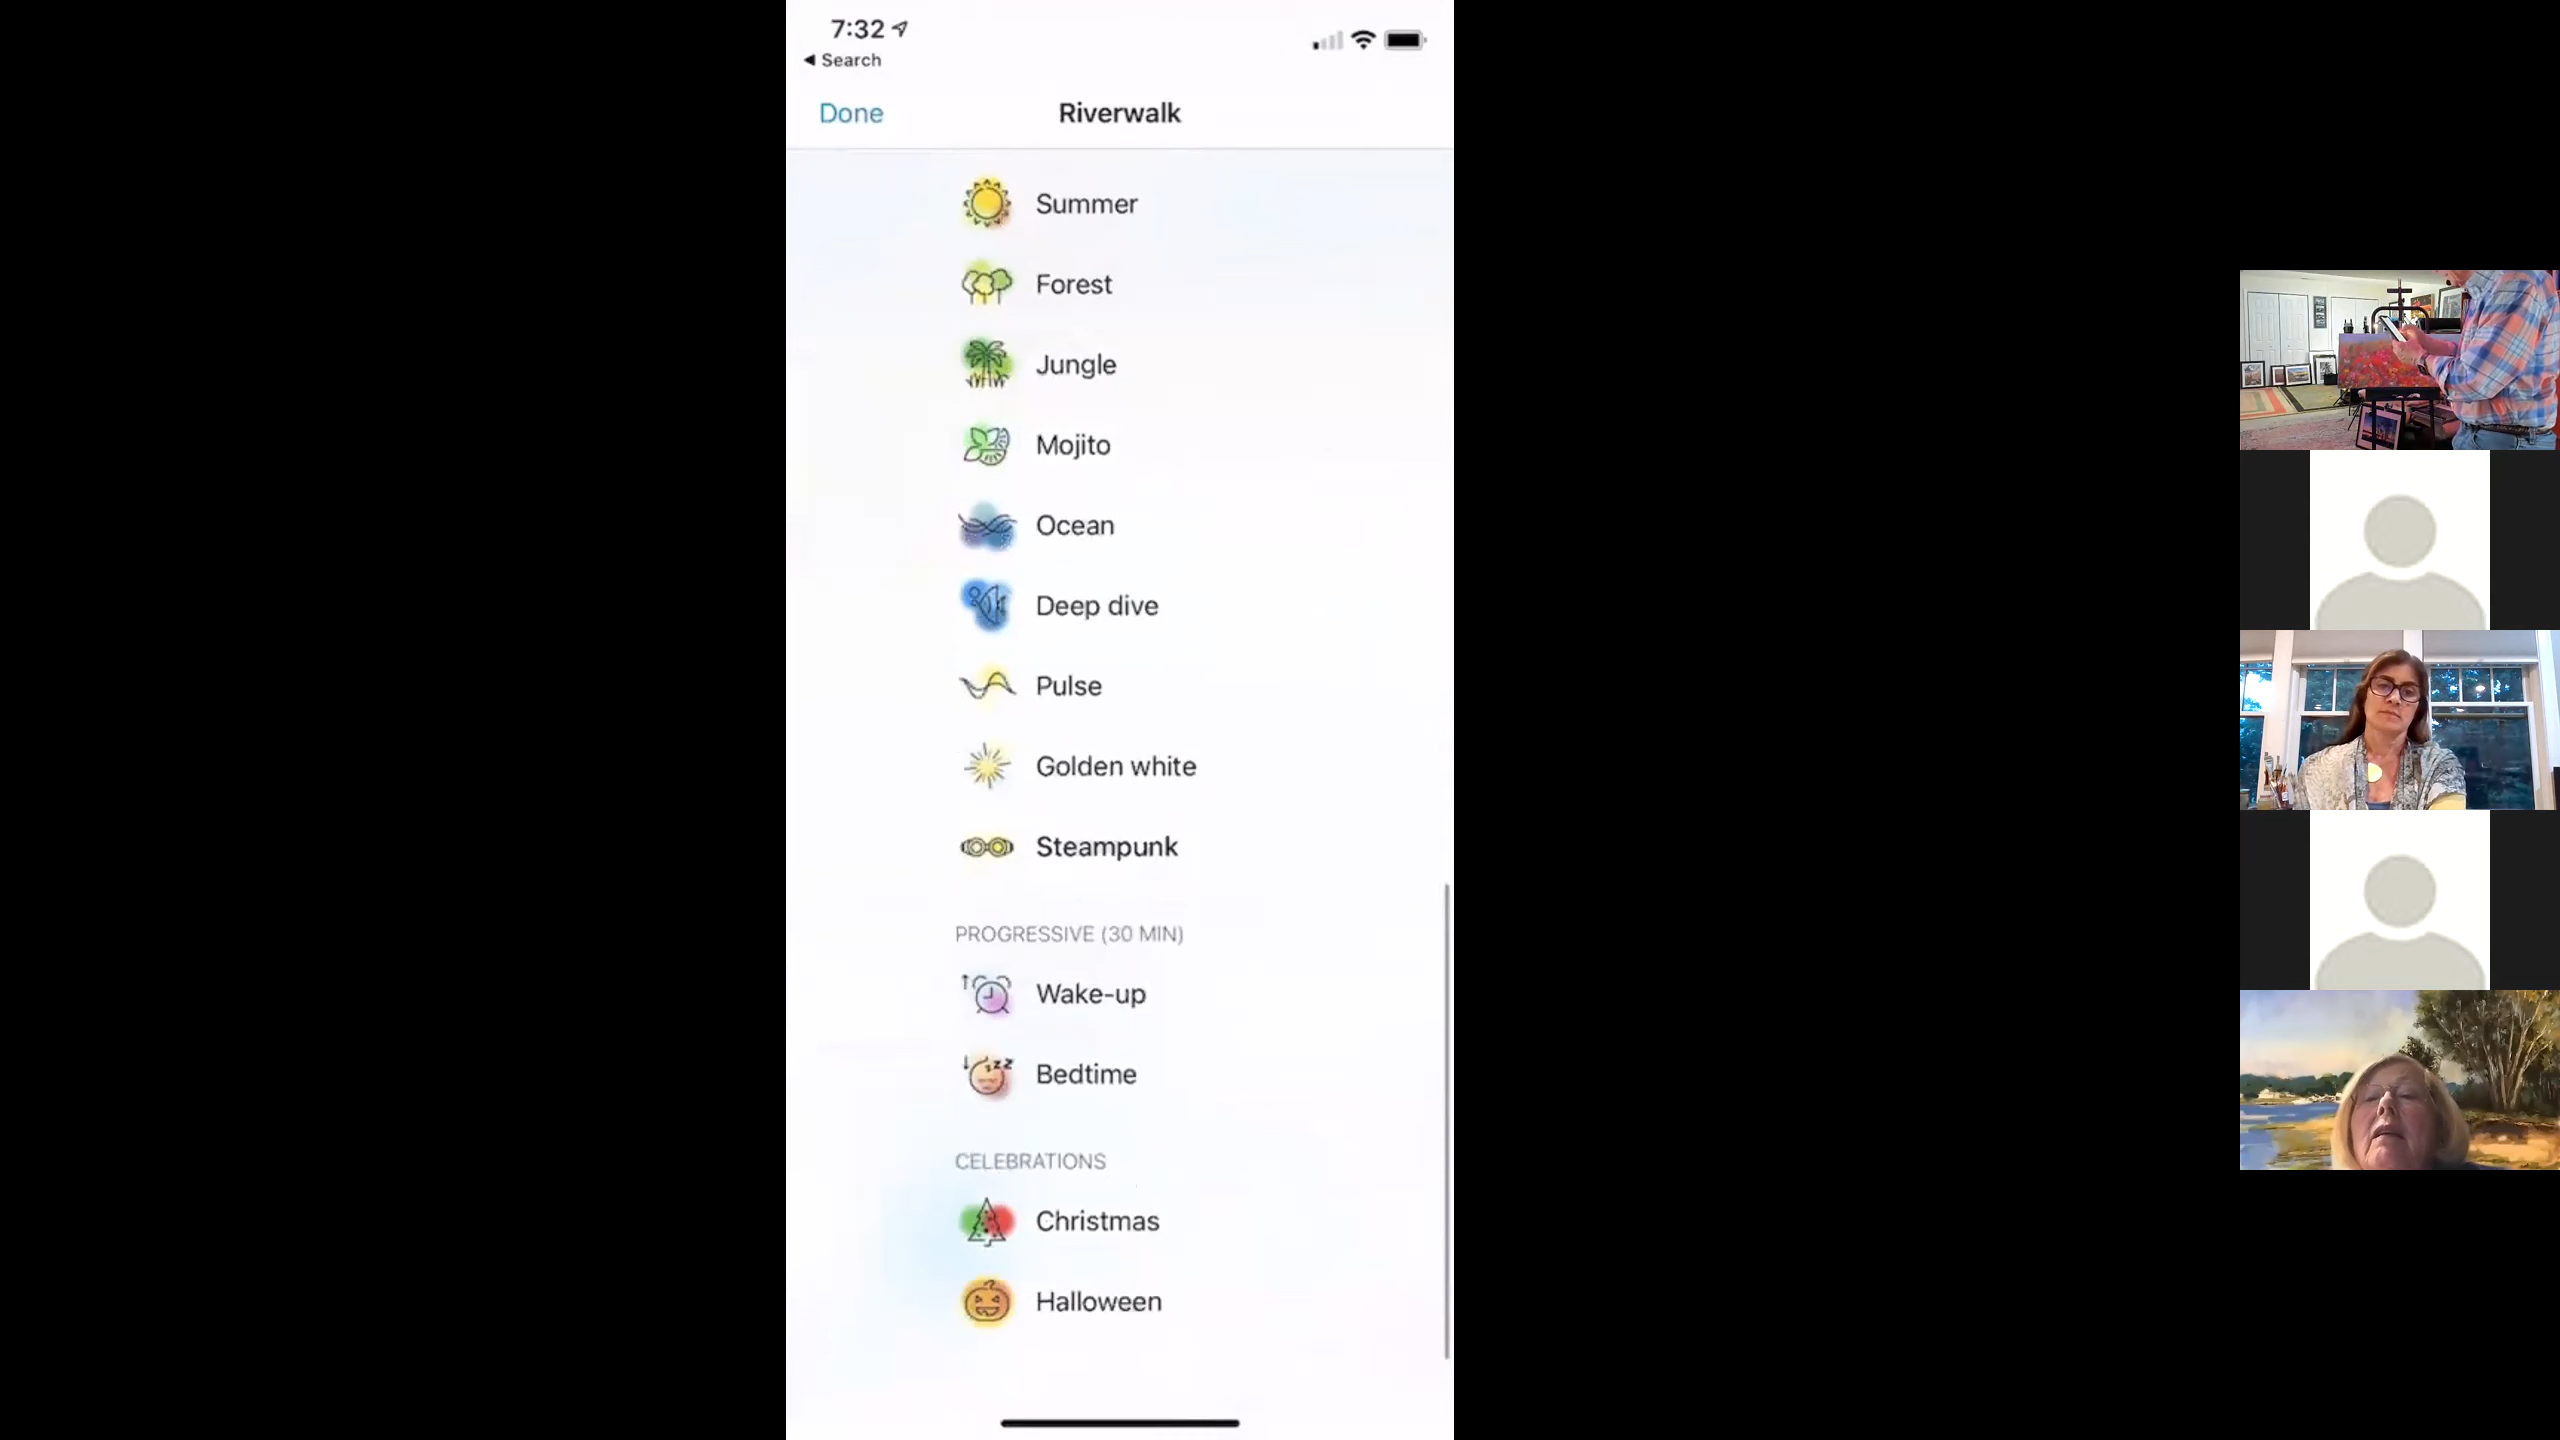 7:32
◀ Search
Done
Riverwalk
Summer
Forest
Jungle
Mojito
Ocean
Deep dive
Pulse
Golden white
Steampunk
PROGRESSIVE (30 MIN)
Wake-up
Bedtime
CELEBRATIONS
Christmas
Halloween